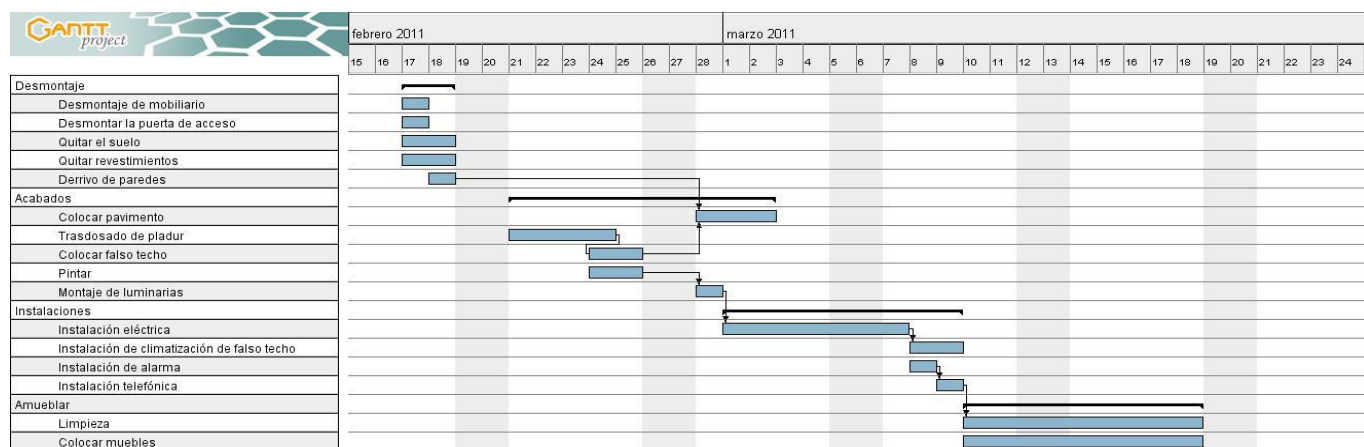 GANTT
project
febrero 2011 marzo 2011
15 16 17 18 19 20 21 22 23 24 25 26 27 28 1 2 3 4 5 6 7 8 9 10 11 12 13 14 15 16 17 18 19 20 21 22 23 24
Desmontaje
Desmontaje de mobiliario
Desmontar la puerta de acceso
Quitar el suelo
Quitar revestimientos
Derrivo de paredes
Acabados
Colocar pavimento
Trasdosado de pladur
Colocar falso techo
Pintar
Montaje de luminarias
Instalaciones
Instalación eléctrica
Instalación de climatización de falso techo
Instalación de alarma
Instalación telefónica
Amueblar
Limpieza
Colocar muebles